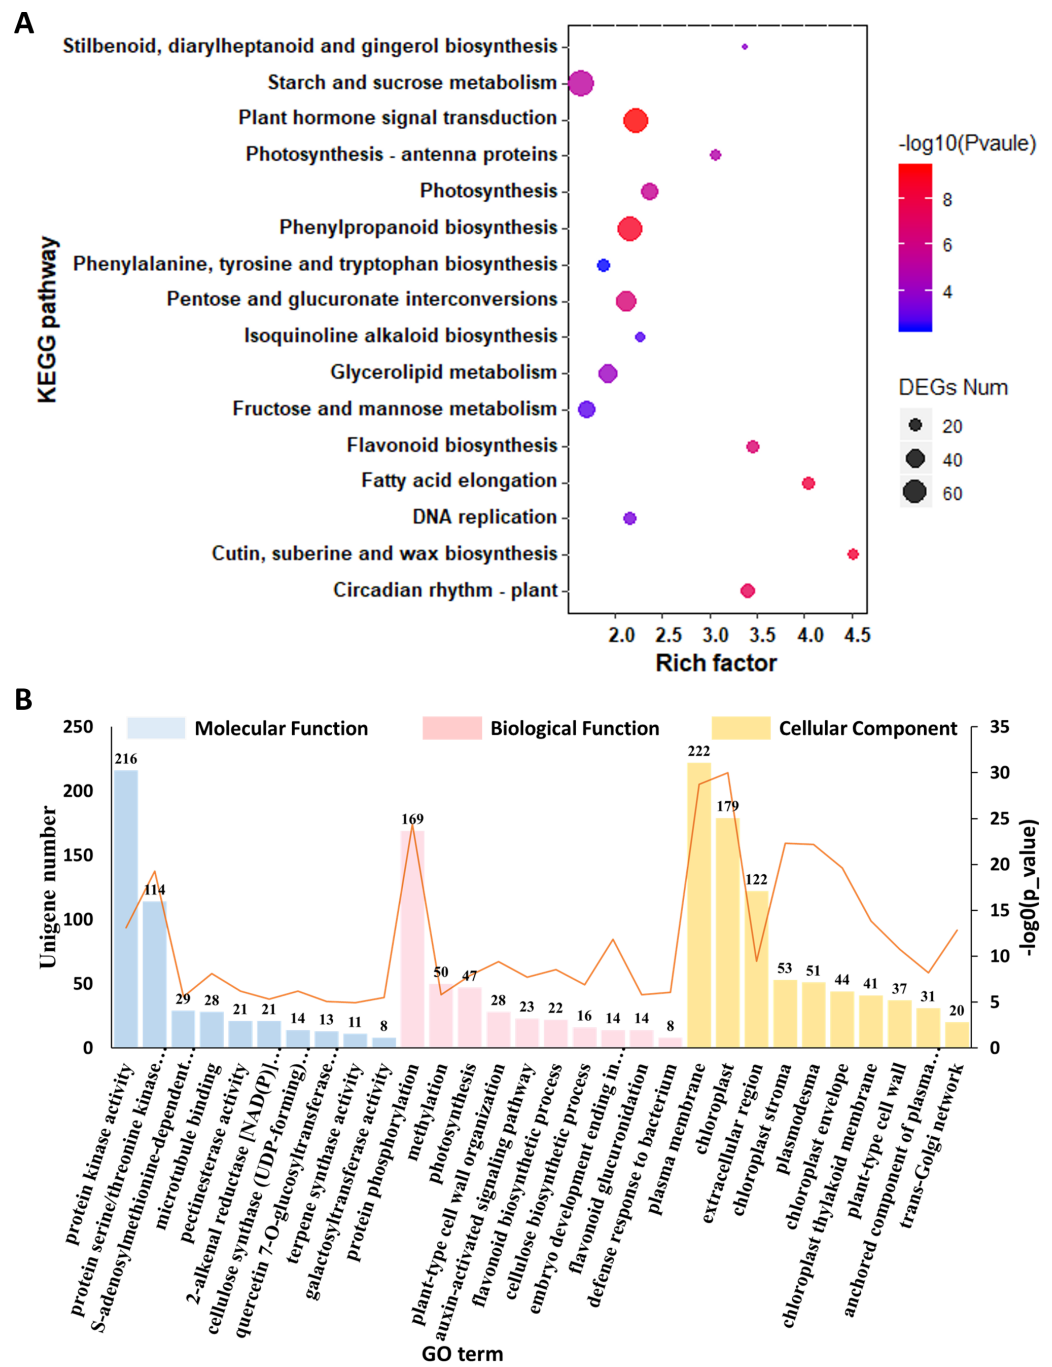 A
Stilbenoid, diarylheptanoid and gingerol biosynthesis
Starch and sucrose metabolism
Plant hormone signal transduction
Photosynthesis - antenna proteins
Photosynthesis
Phenylpropanoid biosynthesis
Phenylalanine, tyrosine and tryptophan biosynthesis
Pentose and glucuronate interconversions
Isoquinoline alkaloid biosynthesis
Glycerolipid metabolism
Fructose and mannose metabolism
Flavonoid biosynthesis
Fatty acid elongation
DNA replication
Cutin, suberine and wax biosynthesis
Circadian rhythm - plant
KEGG pathway
2.0 2.5 3.0 3.5 4.0 4.5
Rich factor
-log10(Pvaule)
8
6
4
DEGs Num
20
40
60
B
Molecular Function
Biological Function
Cellular Component
Unigene number
250
200
150
100
50
0
35
30
25
20
15
10
5
0
-log0(p_value)
216
114
29
28
21
21
14
13
11
8
169
50
47
28
23
22
16
14
14
8
222
179
122
53
51
44
41
37
31
20
protein kinase activity
protein serine/threonine kinase...
S-adenosylmethionine-dependent...
microtubule binding
pectinesterase activity
2-alkenal reductase [NAD(P)]...
cellulose synthase (UDP-forming)...
quercetin 7-O-glucosyltransferase...
terpene synthase activity
galactosyltransferase activity
protein phosphorylation
methylation
photosynthesis
plant-type cell wall organization
auxin-activated signaling pathway
flavonoid biosynthetic process
cellulose biosynthetic process
embryo development ending in...
flavonoid glucuronidation
defense response to bacterium
plasma membrane
chloroplast
extracellular region
chloroplast stroma
plasmodesma
chloroplast envelope
chloroplast thylakoid membrane
plant-type cell wall
anchored component of plasma...
trans-Golgi network
GO term